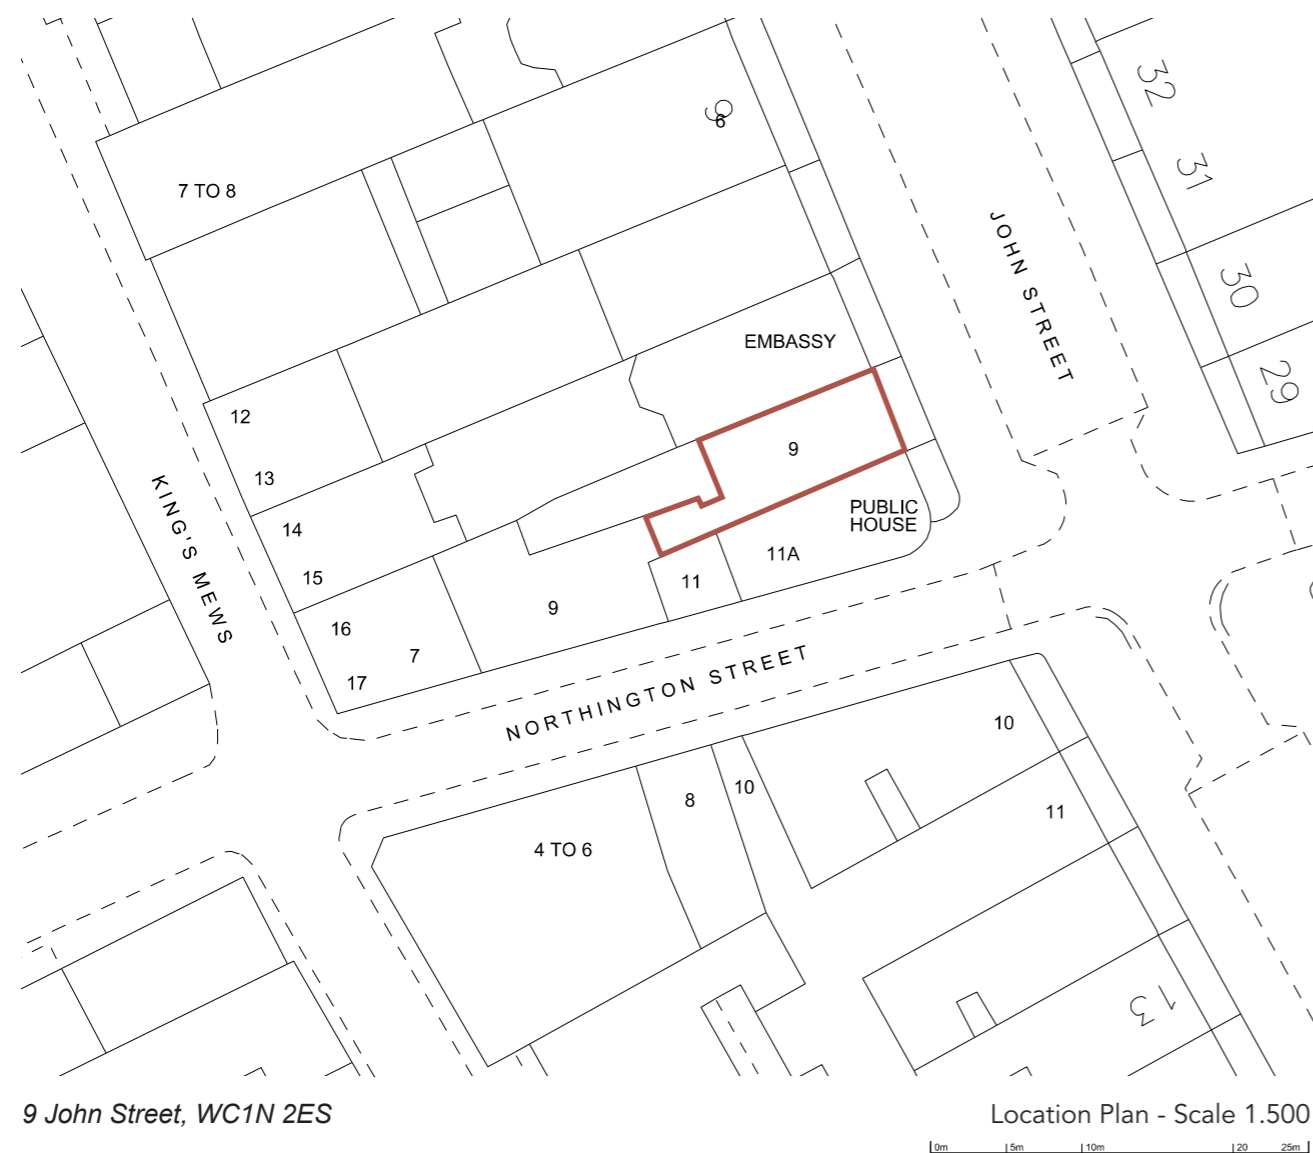 9
6
32
7 TO 8
31
JOHN STREET
30
EMBASSY
29
12
9
13
KING'S MEWS
PUBLIC
HOUSE
14
11A
15
11
9
16
7
17
NORTHINGTON STREET
10
10
8
11
4 TO 6
13
9 John Street, WC1N 2ES
Location Plan - Scale 1.500
0m 5m 10m 20 25m